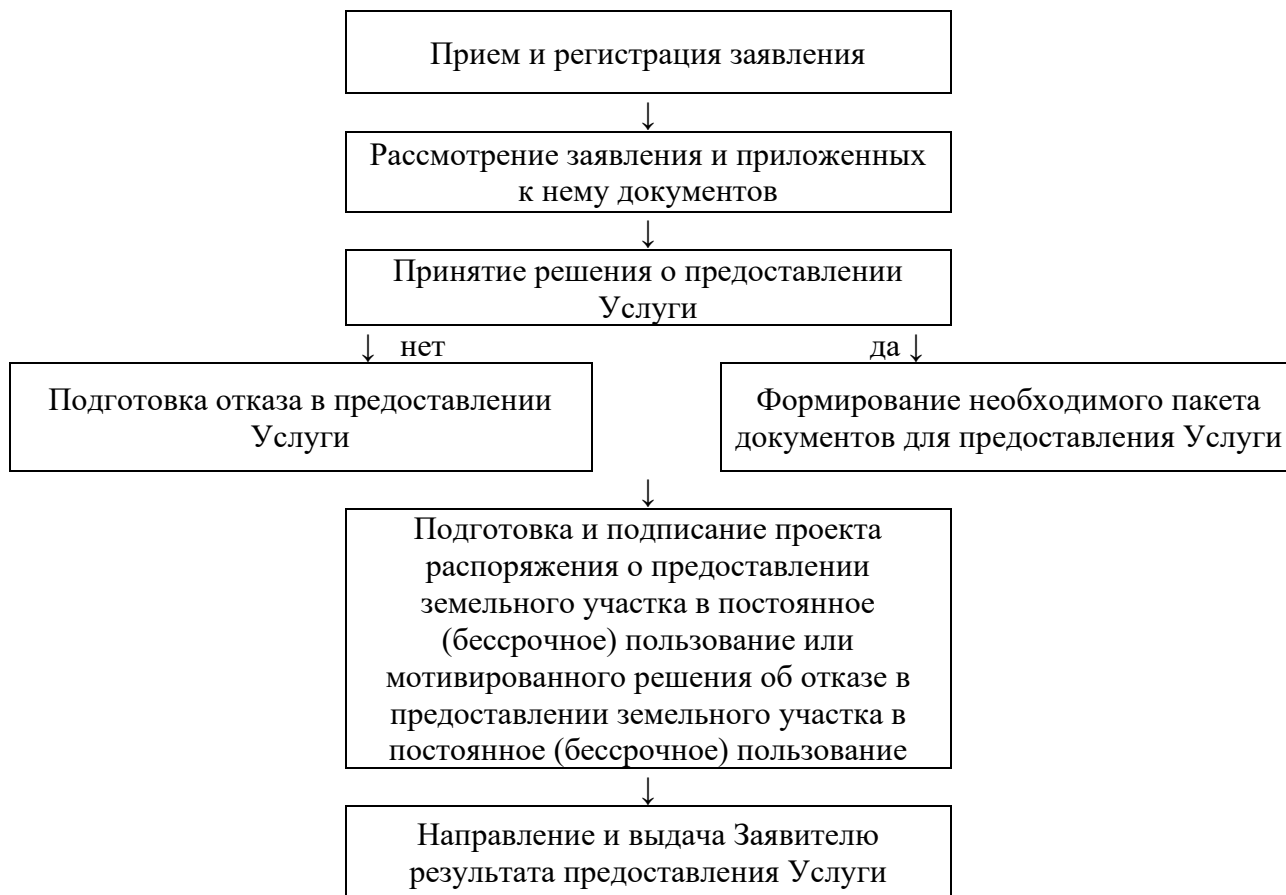 Прием и регистрация заявления
↓
Рассмотрение заявления и приложенных
к нему документов
↓
Принятие решения о предоставлении
Услуги
↓ нет
да ↓
Подготовка отказа в предоставлении
Услуги
Формирование необходимого пакета
документов для предоставления Услуги
↓
Подготовка и подписание проекта
распоряжения о предоставлении
земельного участка в постоянное
(бессрочное) пользование или
мотивированного решения об отказе в
предоставлении земельного участка в
постоянное (бессрочное) пользование
↓
Направление и выдача Заявителю
результата предоставления Услуги